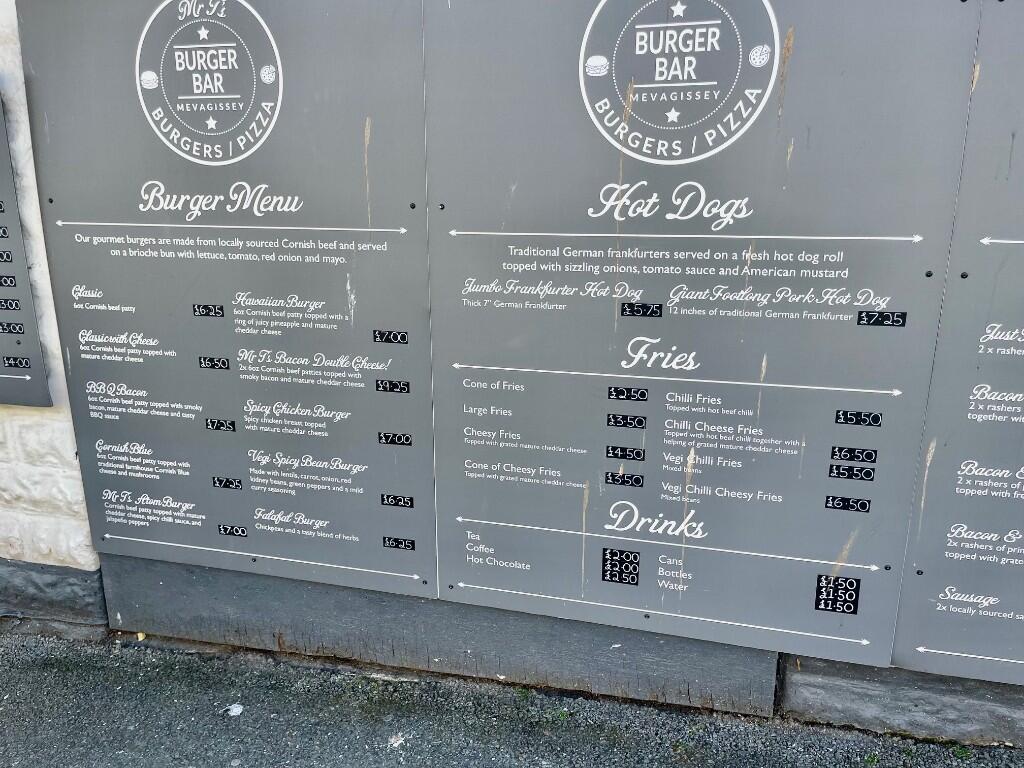 Mr T's
BURGER
BAR
MEVAGISSEY
BURGERS / PIZZA
Burger Menu
Our gourmet burgers are made from locally sourced Cornish beef and served
on a brioche bun with lettuce, tomato, red onion and mayo.
Classic
6oz Cornish beef patty
£6·25
Classic with Cheese
6oz Cornish beef patty topped with
mature cheddar cheese
£6·50
BBQ Bacon
6oz Cornish beef patty topped with smoky
bacon, mature cheddar cheese and tasty
BBQ sauce
£7·25
Cornish Blue
6oz Cornish beef patty topped with
traditional farmhouse Cornish Blue
cheese and mushrooms
£7·25
Mr T's Atom Burger
6oz Cornish beef patty topped with mature
cheddar cheese, spicy chilli sauce, and
jalapeño peppers
£7·00
Hawaiian Burger
6oz Cornish beef patty topped with a
ring of juicy pineapple and mature
cheddar cheese
£7·00
Mr T's Bacon Double Cheese!
2x 6oz Cornish beef patties topped with
smoky bacon and mature cheddar cheese
£9·25
Spicy Chicken Burger
Spicy chicken breast topped
with mature cheddar cheese
£7·00
Vegi Spicy Bean Burger
Made with lentils, carrot, onion, red
kidney beans, green peppers and a mild
curry seasoning
£6·25
Falafal Burger
Chickpeas and a tasty blend of herbs
£6·25
BURGER
BAR
MEVAGISSEY
BURGERS / PIZZA
Hot Dogs
Traditional German frankfurters served on a fresh hot dog roll
topped with sizzling onions, tomato sauce and American mustard
Jumbo Frankfurter Hot Dog
Thick 7" German Frankfurter
£5·75
Giant Footlong Pork Hot Dog
12 inches of traditional German Frankfurter
£7·25
Fries
Cone of Fries
£2·50
Large Fries
£3·50
Cheesy Fries
Topped with grated mature cheddar cheese
£4·50
Cone of Cheesy Fries
Topped with grated mature cheddar cheese
£3·50
Chilli Fries
Topped with hot beef chilli
£5·50
Chilli Cheese Fries
Topped with hot beef chilli together with a
helping of grated mature cheddar cheese
£6·50
Vegi Chilli Fries
Mixed beans
£5·50
Vegi Chilli Cheesy Fries
Mixed beans
£6·50
Drinks
Tea £2·00
Coffee £2·00
Hot Chocolate £2·50
Cans £1·50
Bottles £1·50
Water £1·50
2 x rashers
Bacon
2 x rashers
together with
Bacon &
2 x rashers of
topped with
Bacon &
2x rashers of
topped with
Sausage
2x locally sourced
£4·00